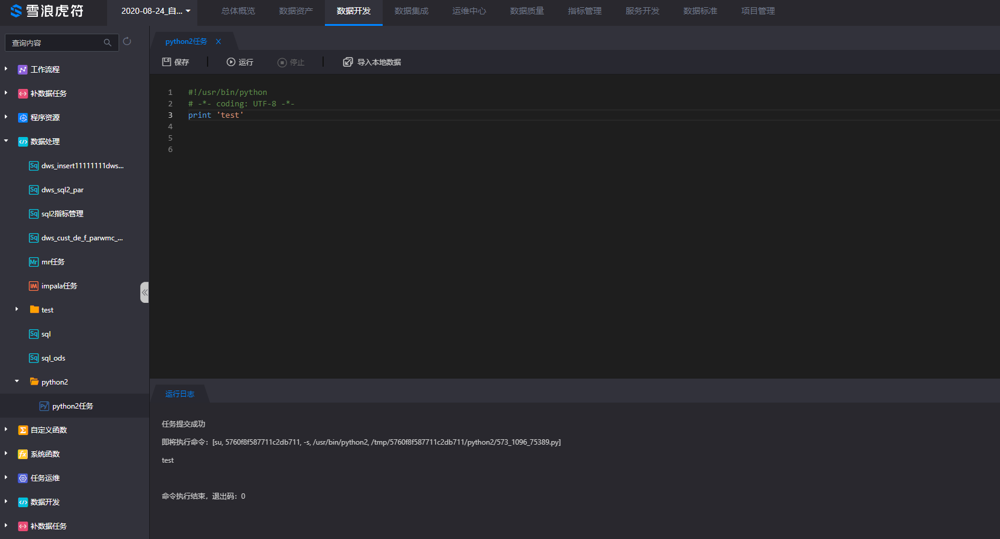 雪浪虎符
2020-08-24_自...
总体概览
数据资产
数据开发
数据集成
运维中心
数据质量
指标管理
服务开发
数据标准
项目管理
查询内容
工作流程
补数据任务
程序资源
数据处理
Sq dws_insert11111111dws...
Sq dws_sql2_par
Sq sql2指标管理
Sq dws_cust_de_f_parwmc_...
Mr mr任务
IM impala任务
test
Sq sql
Sq sql_ods
python2
Py python2任务
自定义函数
系统函数
任务运维
数据开发
补数据任务
python2任务
保存
运行
停止
导入本地数据
1 #!/usr/bin/python
2 # -*- coding: UTF-8 -*-
3 print 'test'
4
5
6
运行日志
任务提交成功
即将执行命令：[su, 5760f8f587711c2db711, -s, /usr/bin/python2, /tmp/5760f8f587711c2db711/python2/573_1096_75389.py]
test
命令执行结束，退出码：0